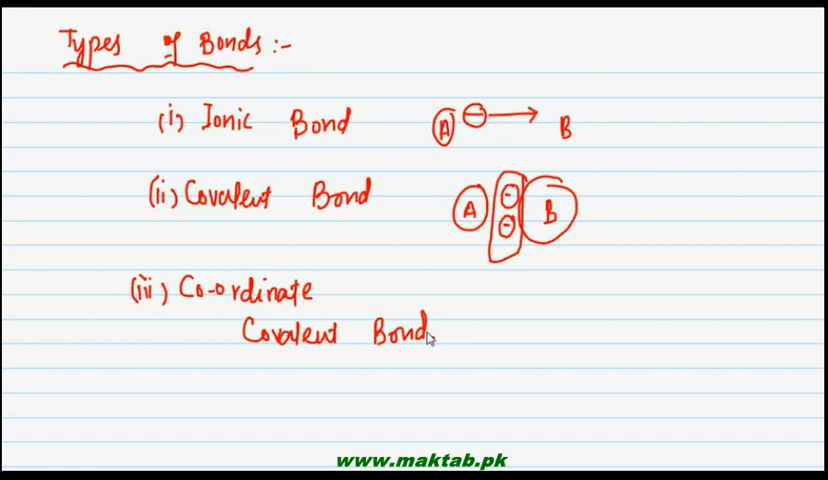 Types of Bonds :-
(i) Ionic Bond A − → B
(ii) Covalent Bond A − − B
(iii) Co-ordinate
Covalent Bond
www.maktab.pk